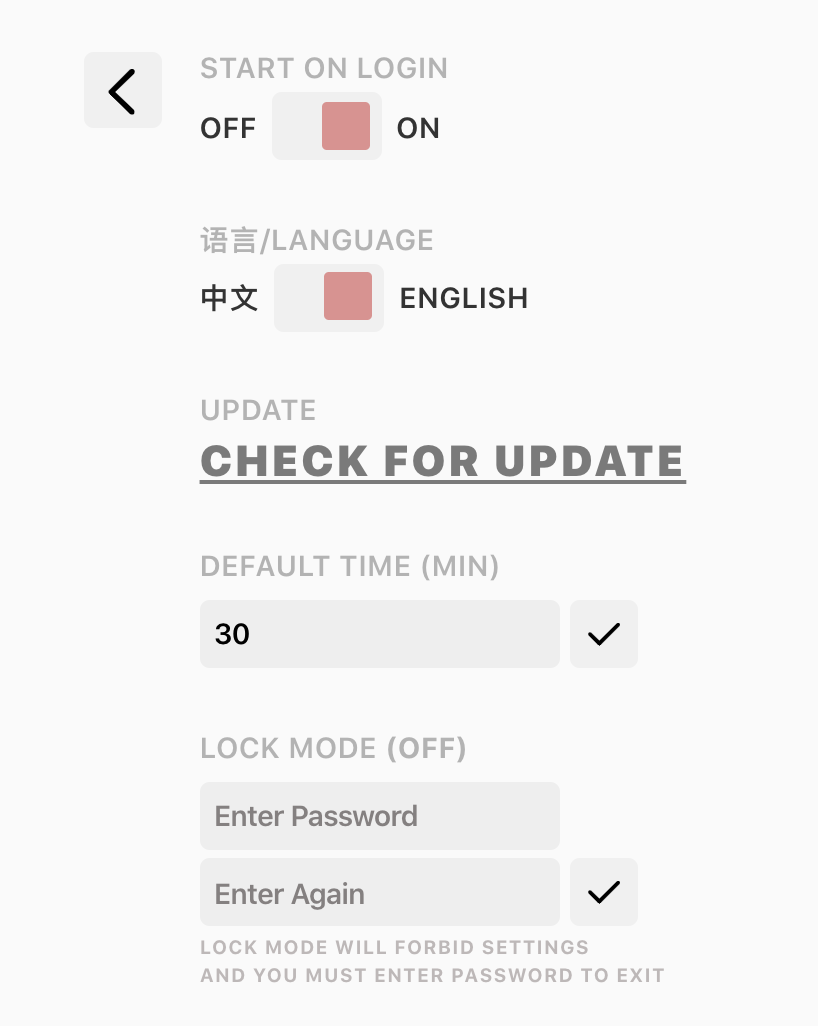 START ON LOGIN
OFF ON
语言/LANGUAGE
中文 ENGLISH
UPDATE
CHECK FOR UPDATE
DEFAULT TIME (MIN)
30
LOCK MODE (OFF)
Enter Password
Enter Again
LOCK MODE WILL FORBID SETTINGS
AND YOU MUST ENTER PASSWORD TO EXIT